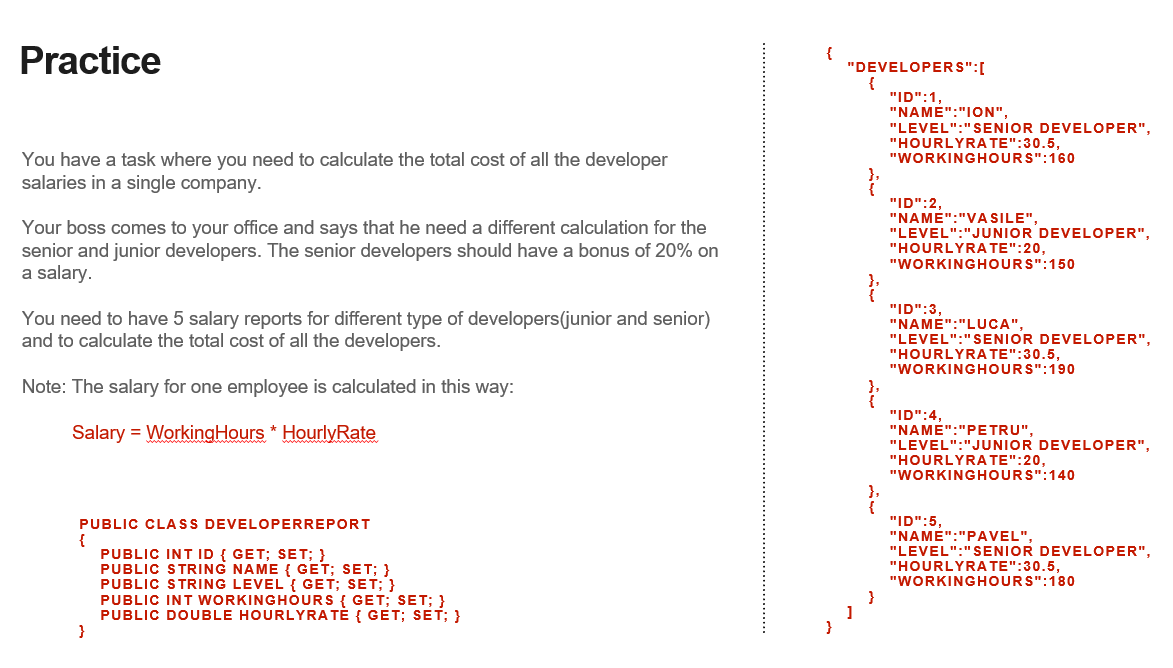 Practice
You have a task where you need to calculate the total cost of all the developer
salaries in a single company.
Your boss comes to your office and says that he need a different calculation for the
senior and junior developers. The senior developers should have a bonus of 20% on
a salary.
You need to have 5 salary reports for different type of developers(junior and senior)
and to calculate the total cost of all the developers.
Note: The salary for one employee is calculated in this way:
Salary = WorkingHours * HourlyRate
PUBLIC CLASS DEVELOPERREPORT
{
PUBLIC INT ID { GET; SET; }
PUBLIC STRING NAME { GET; SET; }
PUBLIC STRING LEVEL { GET; SET; }
PUBLIC INT WORKINGHOURS { GET; SET; }
PUBLIC DOUBLE HOURLYRATE { GET; SET; }
}
{
"DEVELOPERS":[
{
"ID":1,
"NAME":"ION",
"LEVEL":"SENIOR DEVELOPER",
"HOURLYRATE":30.5,
"WORKINGHOURS":160
},
{
"ID":2,
"NAME":"VASILE",
"LEVEL":"JUNIOR DEVELOPER",
"HOURLYRATE":20,
"WORKINGHOURS":150
},
{
"ID":3,
"NAME":"LUCA",
"LEVEL":"SENIOR DEVELOPER",
"HOURLYRATE":30.5,
"WORKINGHOURS":190
},
{
"ID":4,
"NAME":"PETRU",
"LEVEL":"JUNIOR DEVELOPER",
"HOURLYRATE":20,
"WORKINGHOURS":140
},
{
"ID":5,
"NAME":"PAVEL",
"LEVEL":"SENIOR DEVELOPER",
"HOURLYRATE":30.5,
"WORKINGHOURS":180
}
]
}